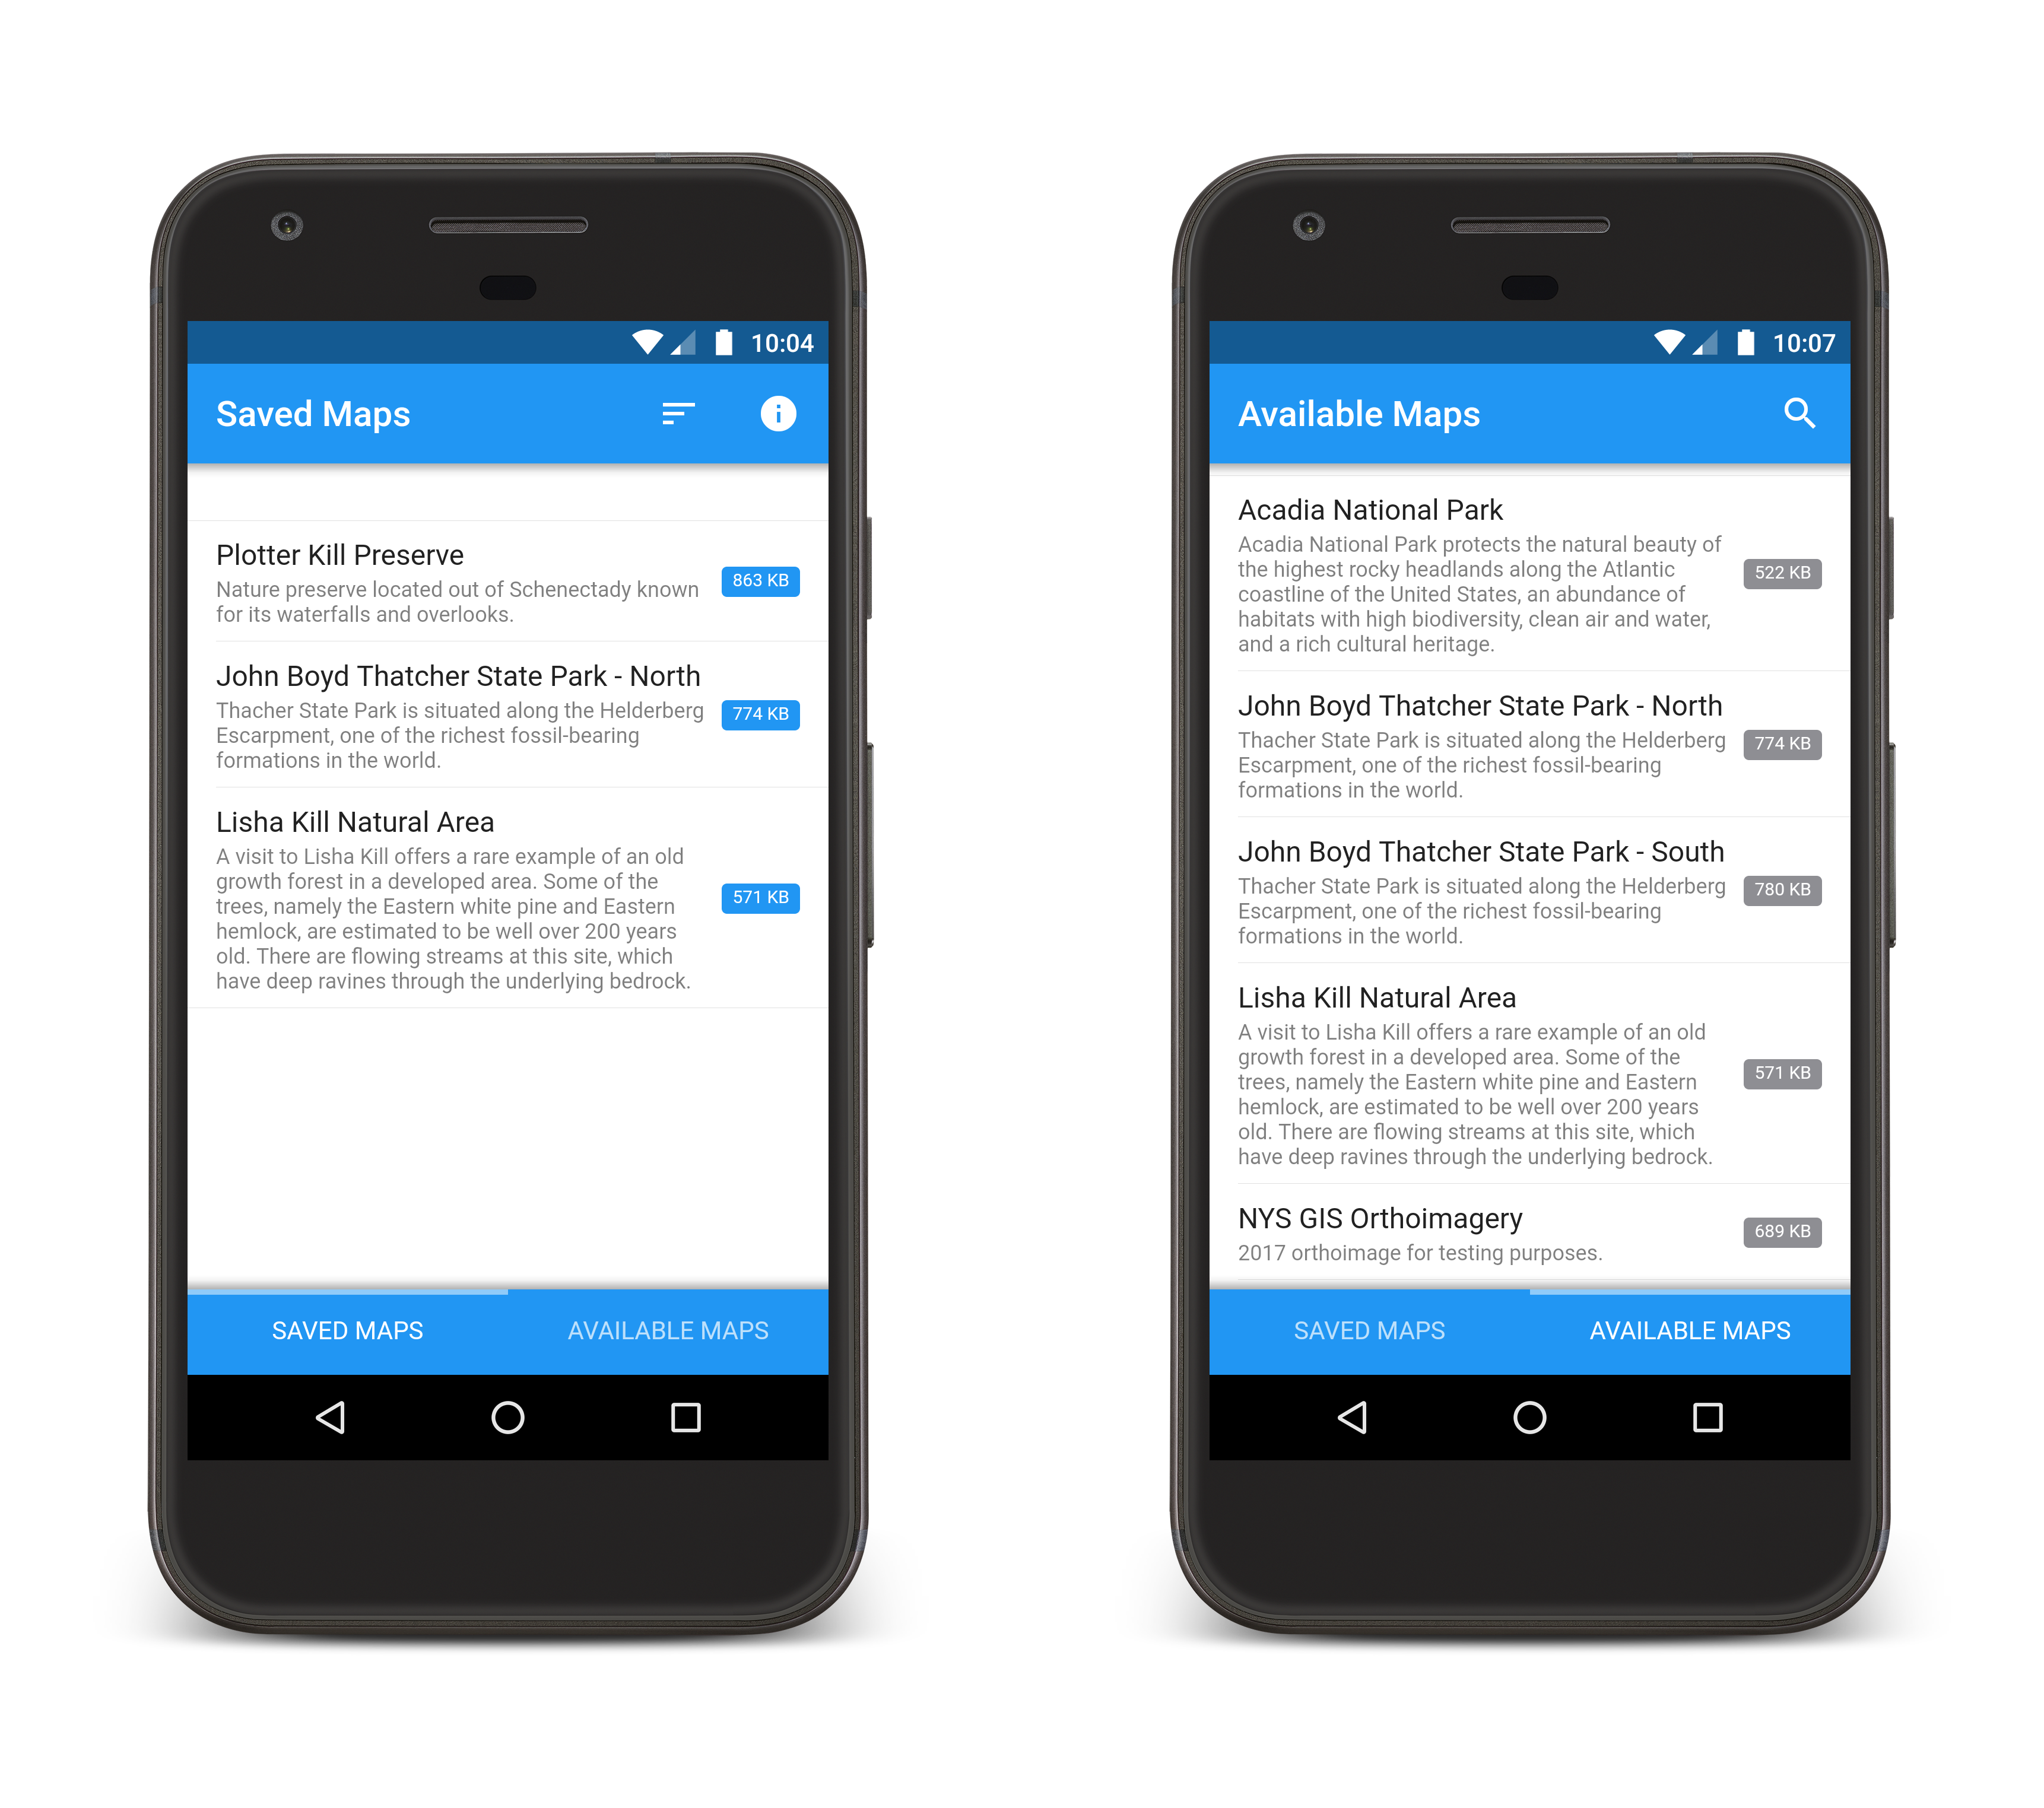 10:04
Saved Maps
Plotter Kill Preserve
Nature preserve located out of Schenectady known
for its waterfalls and overlooks.
863 KB
John Boyd Thatcher State Park - North
Thacher State Park is situated along the Helderberg
Escarpment, one of the richest fossil-bearing
formations in the world.
774 KB
Lisha Kill Natural Area
A visit to Lisha Kill offers a rare example of an old
growth forest in a developed area. Some of the
trees, namely the Eastern white pine and Eastern
hemlock, are estimated to be well over 200 years
old. There are flowing streams at this site, which
have deep ravines through the underlying bedrock.
571 KB
SAVED MAPS
AVAILABLE MAPS
10:07
Available Maps
Acadia National Park
Acadia National Park protects the natural beauty of
the highest rocky headlands along the Atlantic
coastline of the United States, an abundance of
habitats with high biodiversity, clean air and water,
and a rich cultural heritage.
522 KB
John Boyd Thatcher State Park - North
Thacher State Park is situated along the Helderberg
Escarpment, one of the richest fossil-bearing
formations in the world.
774 KB
John Boyd Thatcher State Park - South
Thacher State Park is situated along the Helderberg
Escarpment, one of the richest fossil-bearing
formations in the world.
780 KB
Lisha Kill Natural Area
A visit to Lisha Kill offers a rare example of an old
growth forest in a developed area. Some of the
trees, namely the Eastern white pine and Eastern
hemlock, are estimated to be well over 200 years
old. There are flowing streams at this site, which
have deep ravines through the underlying bedrock.
571 KB
NYS GIS Orthoimagery
2017 orthoimage for testing purposes.
689 KB
SAVED MAPS
AVAILABLE MAPS